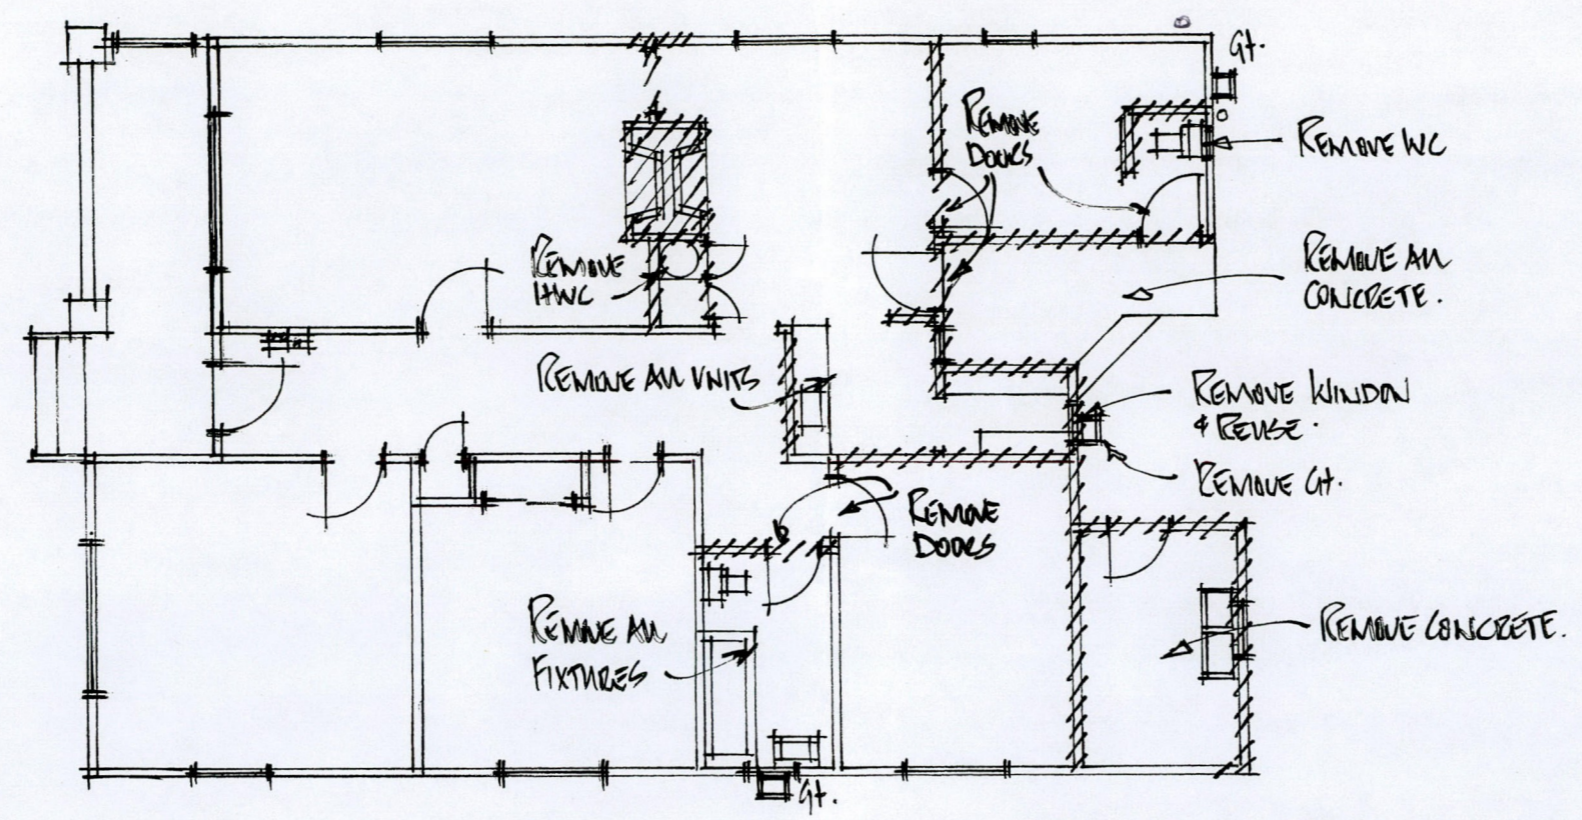 Gt.
REMOVE
DOORS
REMOVE WC
REMOVE
HWC
REMOVE ALL
CONCRETE.
REMOVE ALL UNITS
REMOVE WINDOW
& REUSE.
REMOVE Gt.
REMOVE
DOORS
REMOVE ALL
FIXTURES
REMOVE CONCRETE.
Gt.